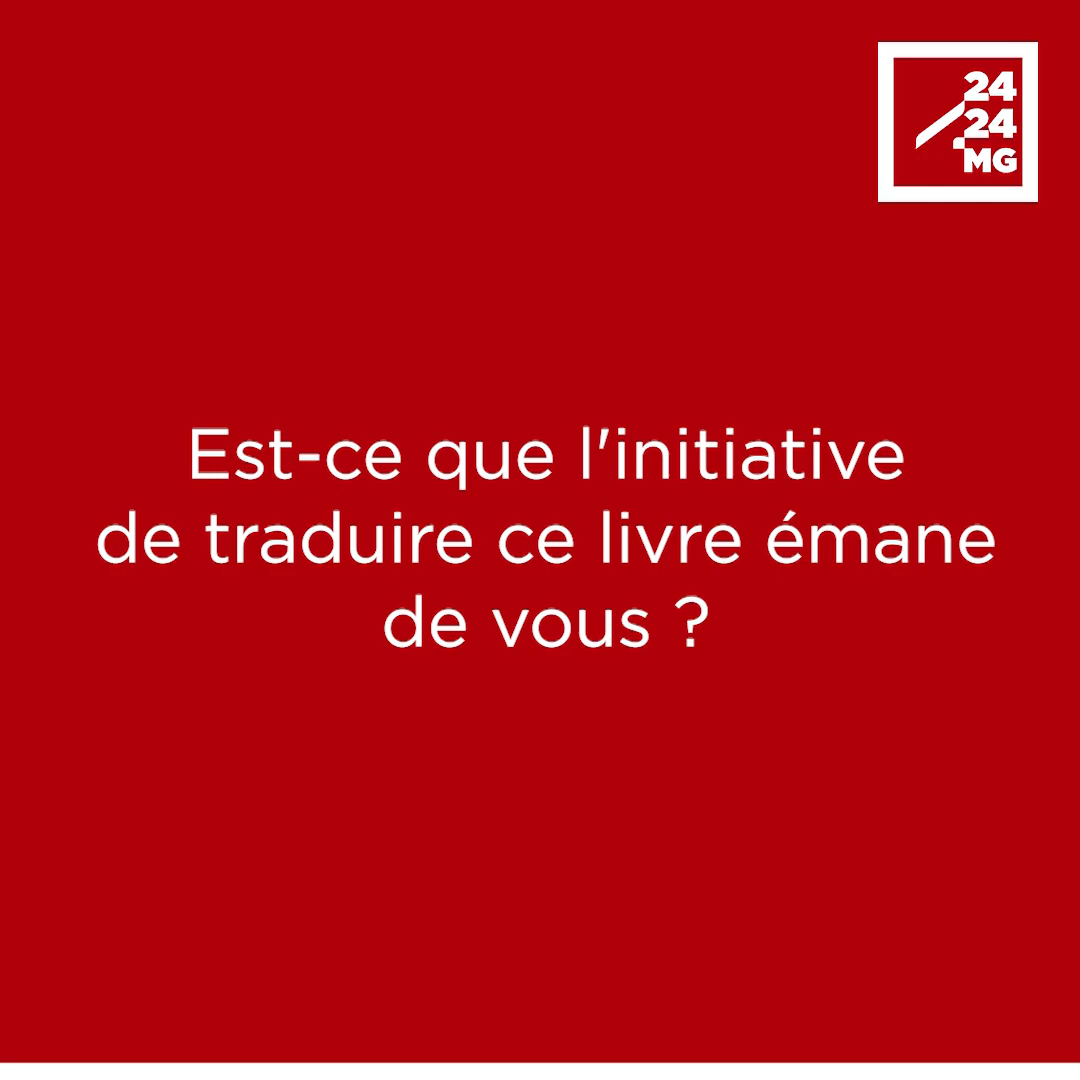 24
24
MG
Est-ce que l'initiative
de traduire ce livre émane
de vous ?